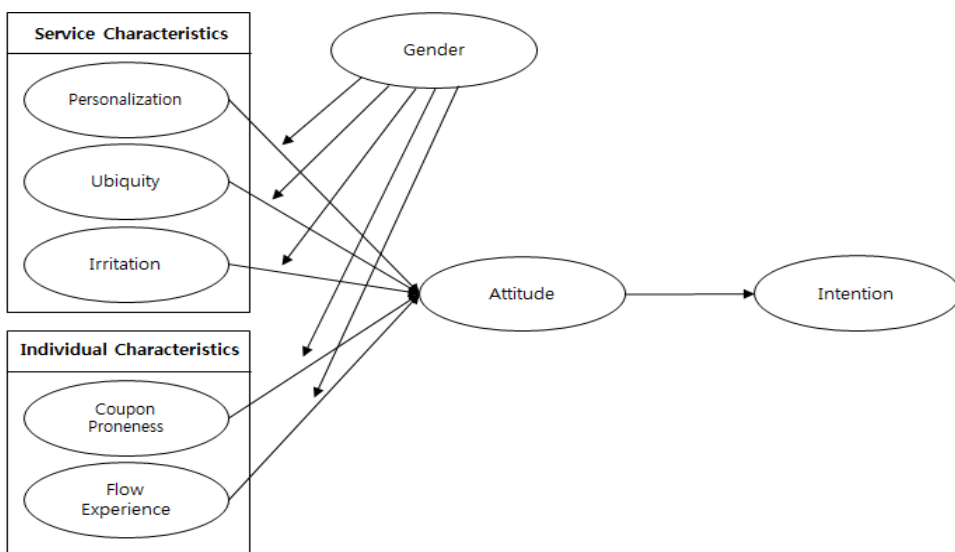 Service Characteristics
Personalization
Ubiquity
Irritation
Gender
Attitude
Intention
Individual Characteristics
Coupon
Proneness
Flow
Experience